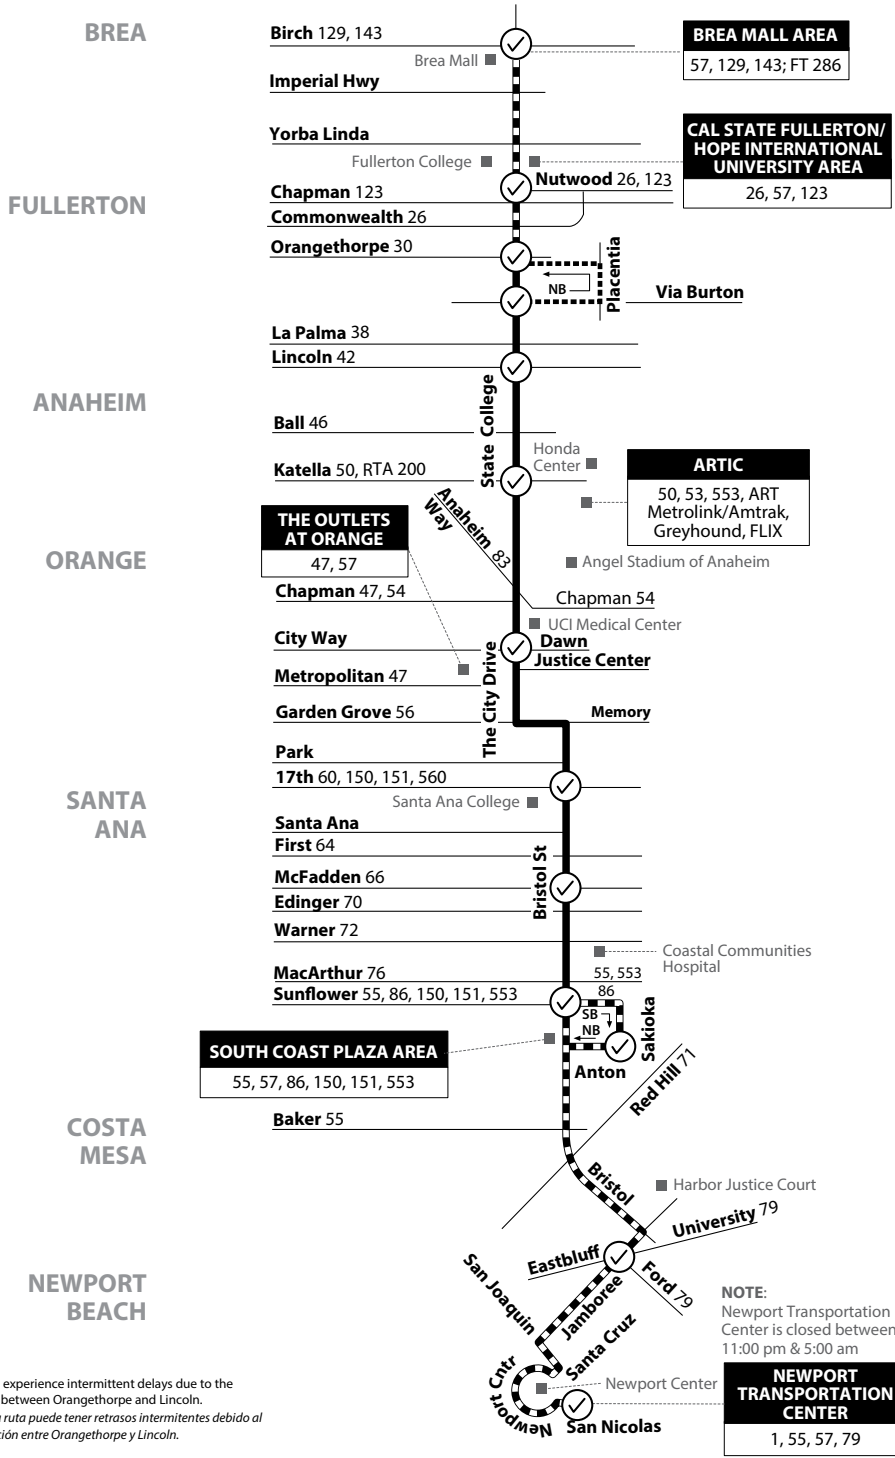 BREA
Birch 129, 143
Brea Mall
BREA MALL AREA
57, 129, 143; FT 286
Imperial Hwy
Yorba Linda
Fullerton College
CAL STATE FULLERTON/
HOPE INTERNATIONAL
UNIVERSITY AREA
26, 57, 123
Nutwood 26, 123
FULLERTON
Chapman 123
Commonwealth 26
Orangethorpe 30
NB
Placentia
Via Burton
La Palma 38
Lincoln 42
ANAHEIM
State College
Ball 46
Honda
Center
Katella 50, RTA 200
ARTIC
50, 53, 553, ART
Metrolink/Amtrak,
Greyhound, FLIX
Anaheim 83
Way
THE OUTLETS
AT ORANGE
47, 57
ORANGE
Angel Stadium of Anaheim
Chapman 47, 54
Chapman 54
UCI Medical Center
City Way
Dawn
Justice Center
Metropolitan 47
The City Drive
Garden Grove 56
Memory
Park
17th 60, 150, 151, 560
SANTA
ANA
Santa Ana College
Santa Ana
First 64
Bristol St
McFadden 66
Edinger 70
Warner 72
Coastal Communities
Hospital
MacArthur 76
55, 553
Sunflower 55, 86, 150, 151, 553
86
SB
NB
Sakioka
Anton
SOUTH COAST PLAZA AREA
55, 57, 86, 150, 151, 553
Red Hill 71
COSTA
MESA
Baker 55
Bristol
Harbor Justice Court
University 79
Eastbluff
Ford 79
San Joaquin
Jamboree
NEWPORT
BEACH
NOTE:
Newport Transportation
Center is closed between
11:00 pm & 5:00 am
Santa Cruz
Newport Cntr
Newport Center
San Nicolas
NEWPORT
TRANSPORTATION
CENTER
1, 55, 57, 79
experience intermittent delays due to the
between Orangethorpe and Lincoln.
ruta puede tener retrasos intermitentes debido al
ción entre Orangethorpe y Lincoln.